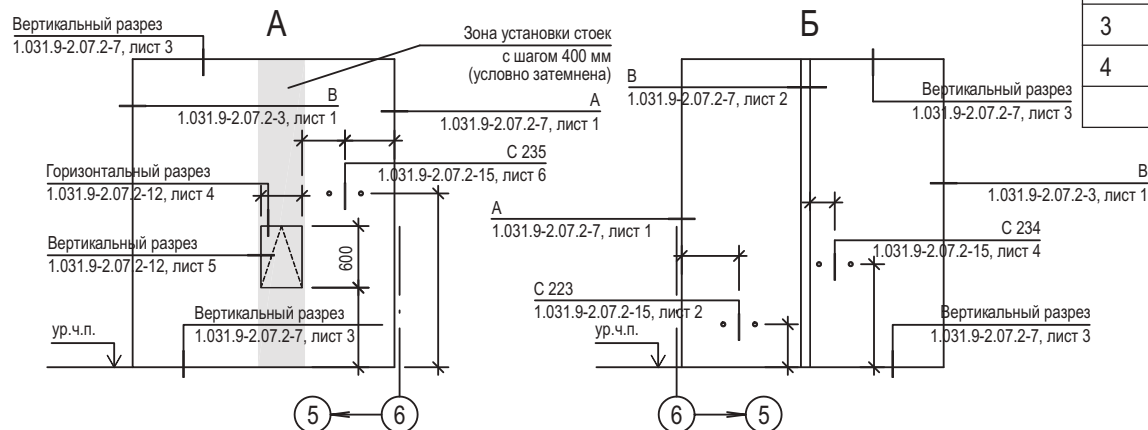 А
Вертикальный разрез
1.031.9-2.07.2-7, лист 3
Зона установки стоек
с шагом 400 мм
(условно затемнена)
В
1.031.9-2.07.2-3, лист 1
А
1.031.9-2.07.2-7, лист 1
С 235
1.031.9-2.07.2-15, лист 6
Горизонтальный разрез
1.031.9-2.07.2-12, лист 4
Вертикальный разрез
1.031.9-2.07.2-12, лист 5
600
Вертикальный разрез
1.031.9-2.07.2-7, лист 3
ур.ч.п.
5
6
Б
В
1.031.9-2.07.2-7, лист 2
Вертикальный разрез
1.031.9-2.07.2-7, лист 3
В
1.031.9-2.07.2-3, лист 1
А
1.031.9-2.07.2-7, лист 1
С 234
1.031.9-2.07.2-15, лист 4
С 223
1.031.9-2.07.2-15, лист 2
Вертикальный разрез
1.031.9-2.07.2-7, лист 3
ур.ч.п.
6
5
3
4